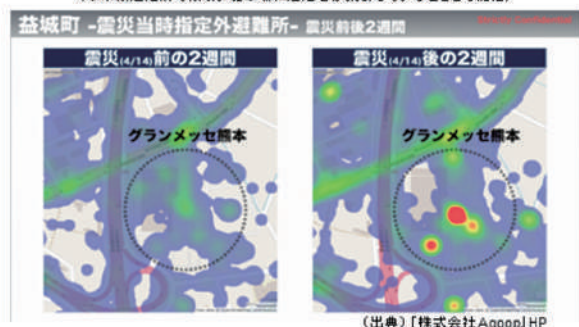 益城町 -震災当時指定外避難所- 震災前後2週間
震災(4/14)前の2週間
震災(4/14)後の2週間
グランメッセ熊本
グランメッセ熊本
(出典)「株式会社Agoop」HP